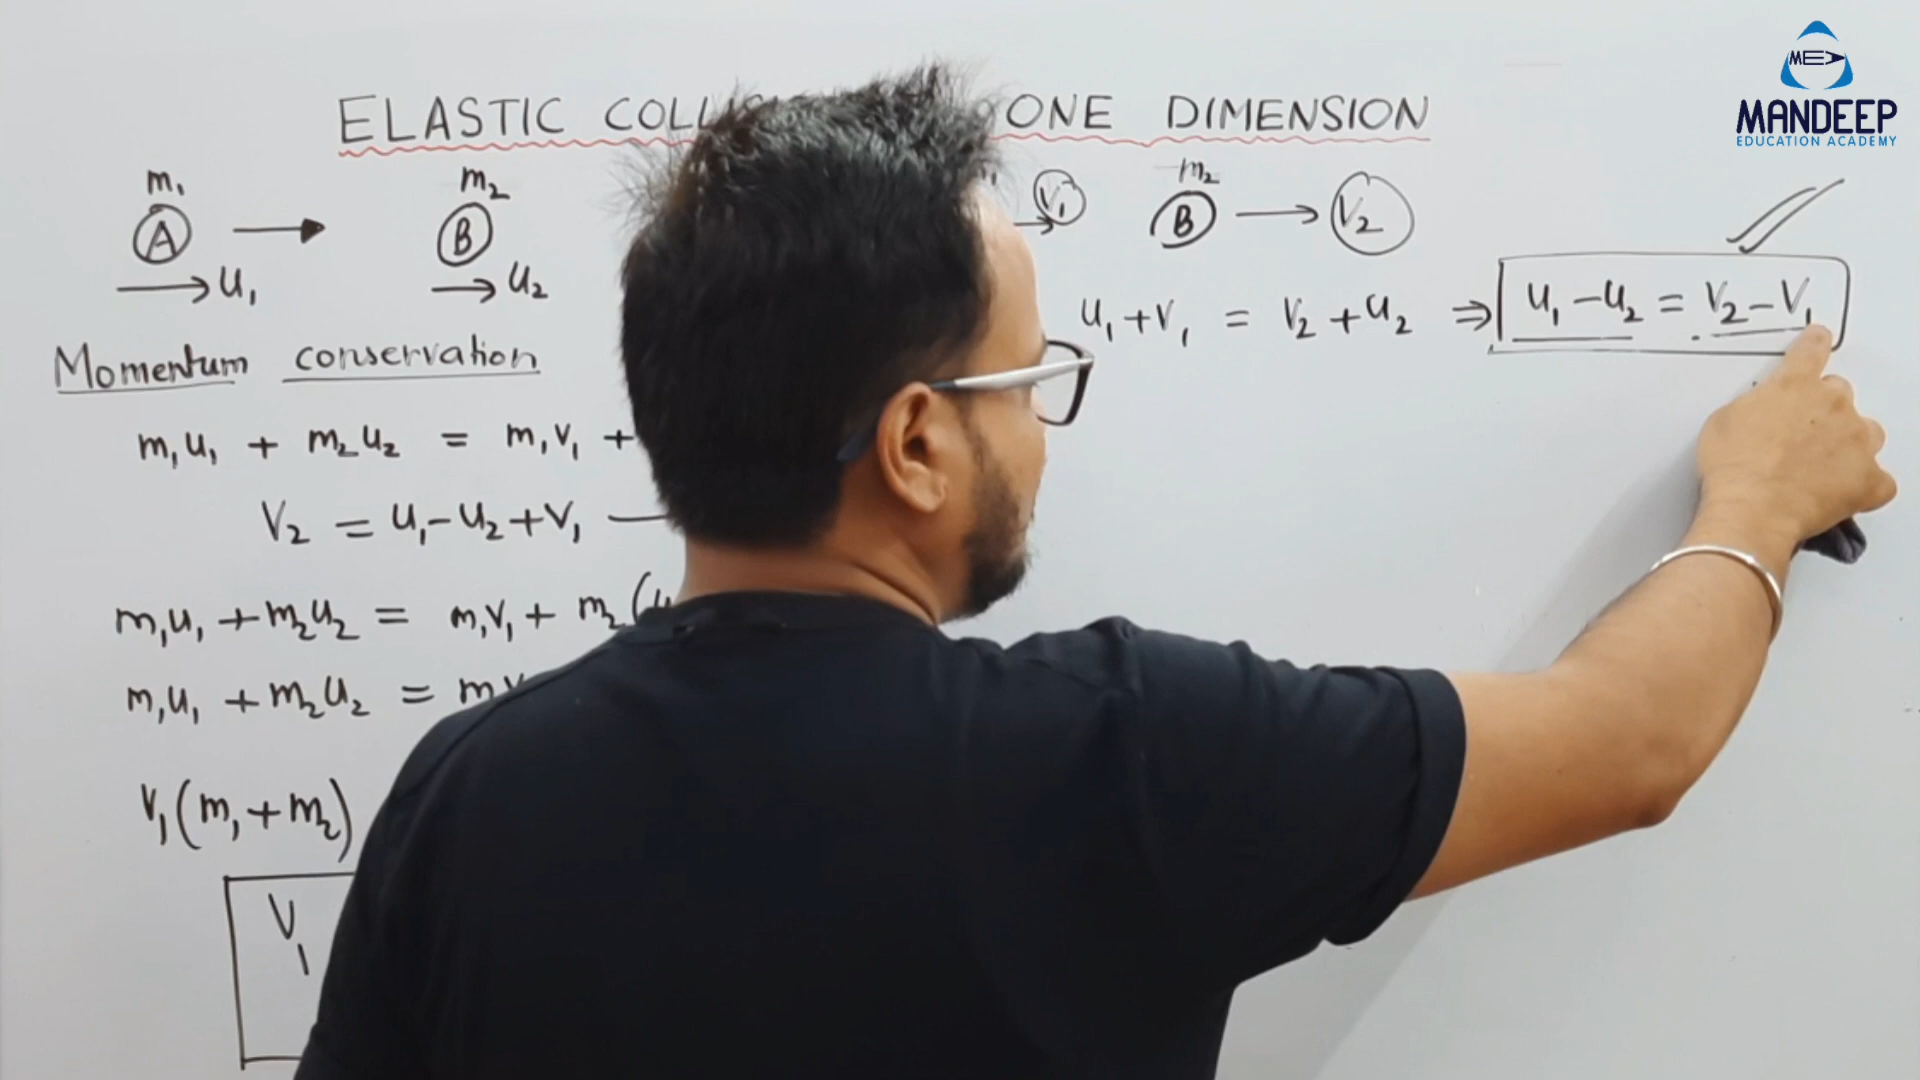 MEA
MANDEEP
EDUCATION ACADEMY
ELASTIC COLL ONE DIMENSION
m₁ m₂ m₂
A B V₁ B V₂
U₁ U₂
U₁ + V₁ = V₂ + U₂ ⇒ U₁ - U₂ = V₂ - V₁
Momentum conservation
m₁U₁ + m₂U₂ = m₁V₁ +
V₂ = U₁ - U₂ + V₁
m₁U₁ + m₂U₂ = m₁V₁ + m₂(U
m₁U₁ + m₂U₂ = m₁V
V₁(m₁ + m₂)
V₁